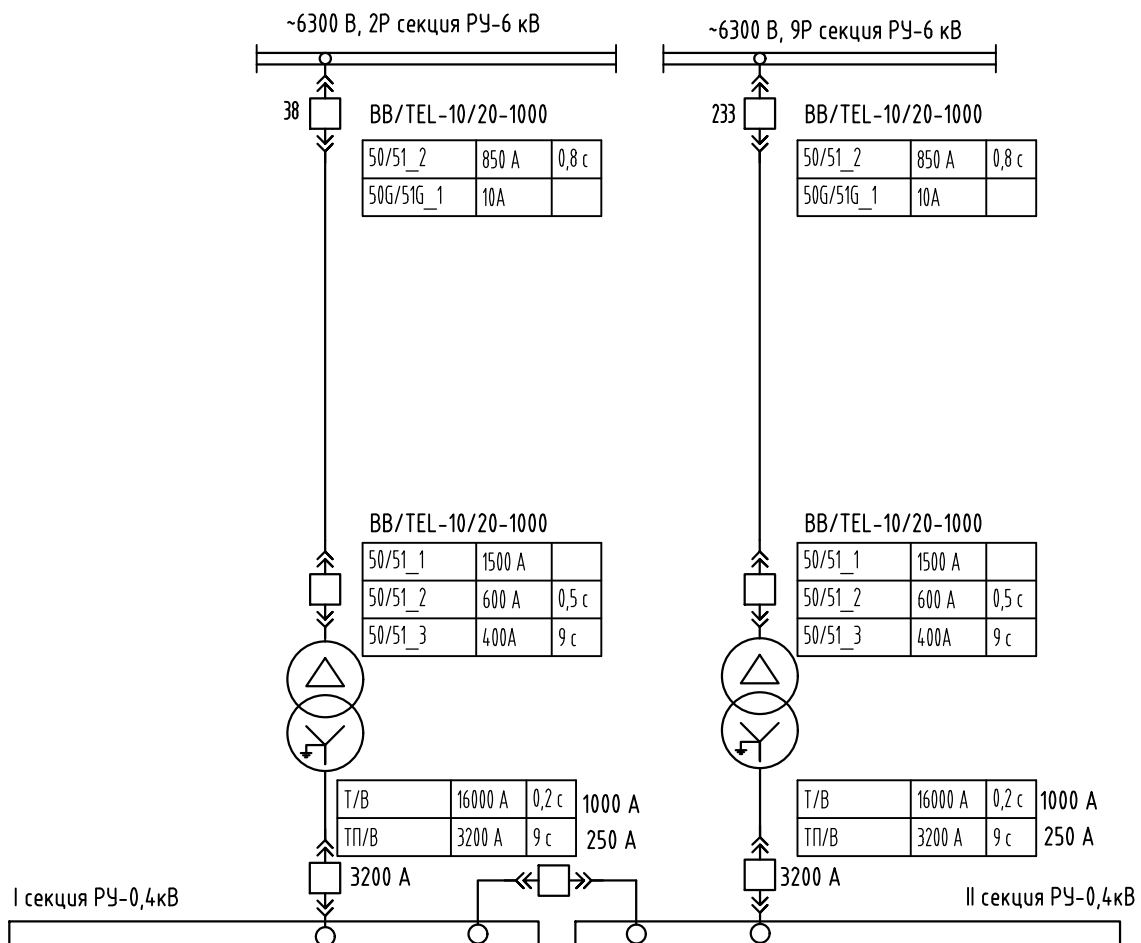 ~6300 В, 2Р секция РУ-6 кВ
~6300 В, 9Р секция РУ-6 кВ
38
BB/TEL-10/20-1000
50/51_2 850 А 0,8 с
50G/51G_1 10А
233
BB/TEL-10/20-1000
50/51_2 850 А 0,8 с
50G/51G_1 10А
BB/TEL-10/20-1000
50/51_1 1500 А
50/51_2 600 А 0,5 с
50/51_3 400А 9 с
BB/TEL-10/20-1000
50/51_1 1500 А
50/51_2 600 А 0,5 с
50/51_3 400А 9 с
Т/В 16000 А 0,2 с 1000 А
ТП/В 3200 А 9 с 250 А
3200 А
Т/В 16000 А 0,2 с 1000 А
ТП/В 3200 А 9 с 250 А
3200 А
I секция РУ-0,4кВ
II секция РУ-0,4кВ